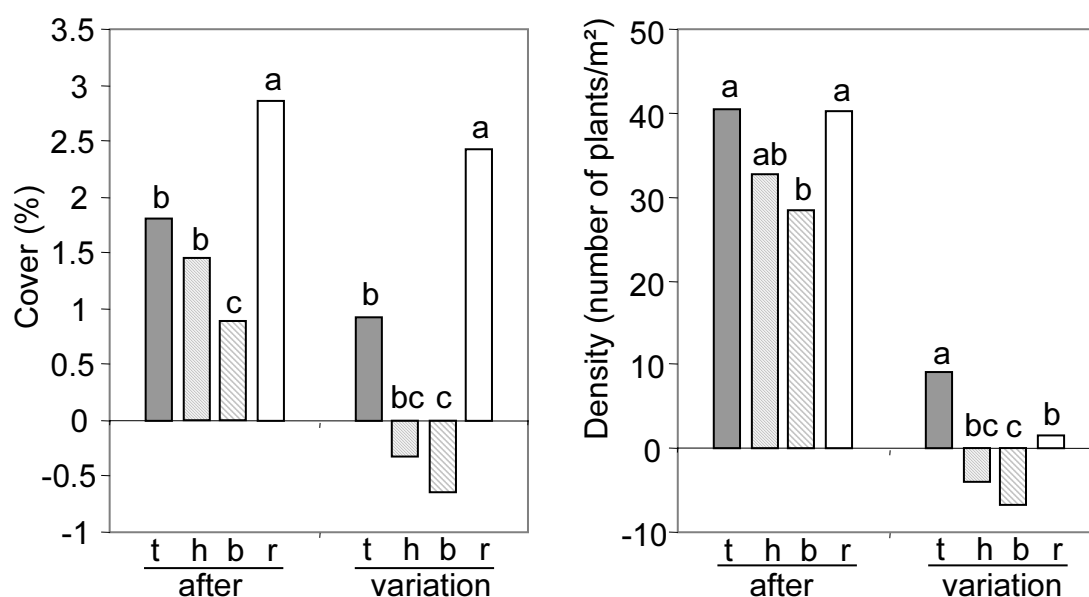 Cover (%)
3.5
3
2.5
2
1.5
1
0.5
0
-0.5
-1
b
b
c
a
b
bc
c
a
t h b r
t h b r
after
variation
Density (number of plants/m²)
50
40
30
20
10
0
-10
a
ab
b
a
a
bc
c
b
t h b r
t h b r
after
variation